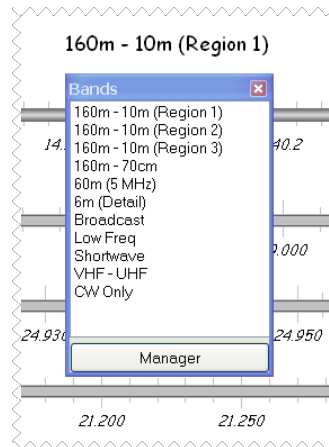 160m - 10m (Region 1)
Bands
160m - 10m (Region 1)
160m - 10m (Region 2)
160m - 10m (Region 3)
160m - 70cm
60m (5 MHz)
6m (Detail)
Broadcast
Low Freq
Shortwave
VHF - UHF
CW Only
Manager
14.
40.2
.000
24.930
24.950
21.200
21.250